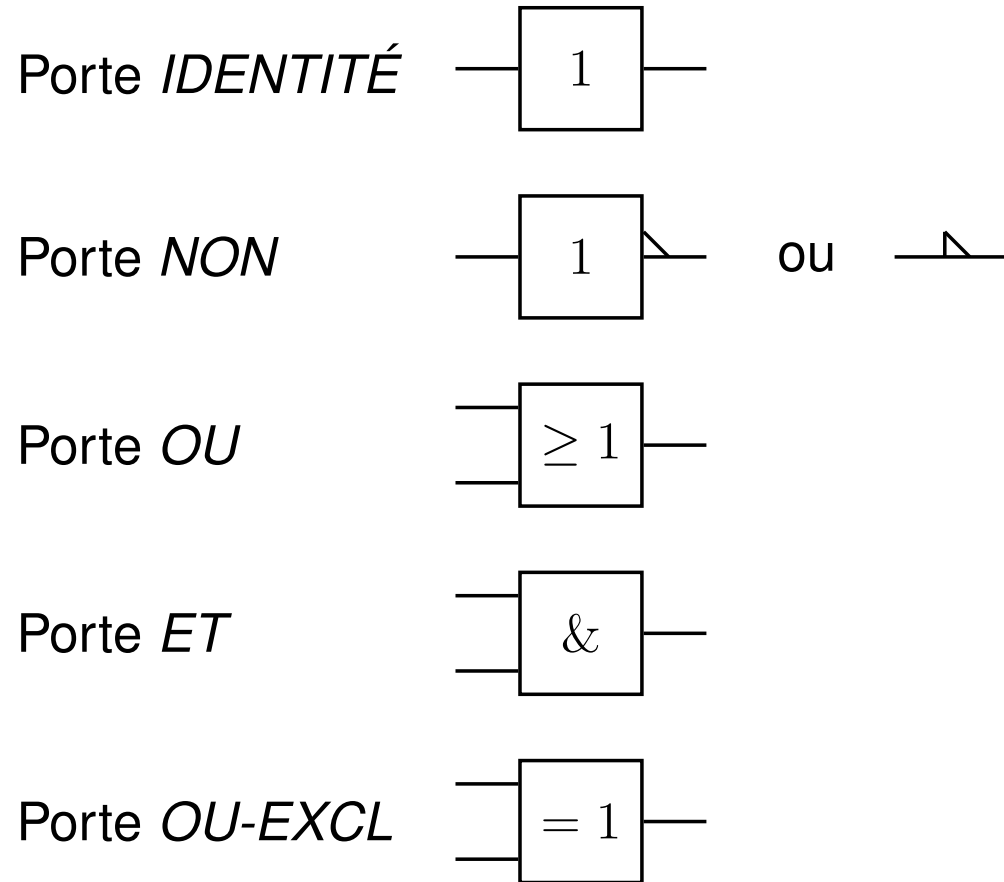 Porte IDENTITÉ 1
Porte NON 1 ou
Porte OU ≥ 1
Porte ET &
Porte OU-EXCL = 1